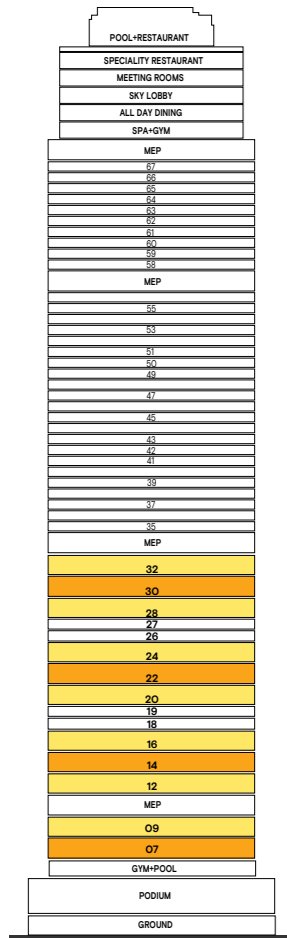 POOL+RESTAURANT
SPECIALITY RESTAURANT
MEETING ROOMS
SKY LOBBY
ALL DAY DINING
SPA+GYM
MEP
67
66
65
64
63
62
61
60
59
58
MEP
55
53
51
50
49
47
45
43
42
41
39
37
35
MEP
32
30
28
27
26
24
22
20
19
18
16
14
12
MEP
09
07
GYM+POOL
PODIUM
GROUND